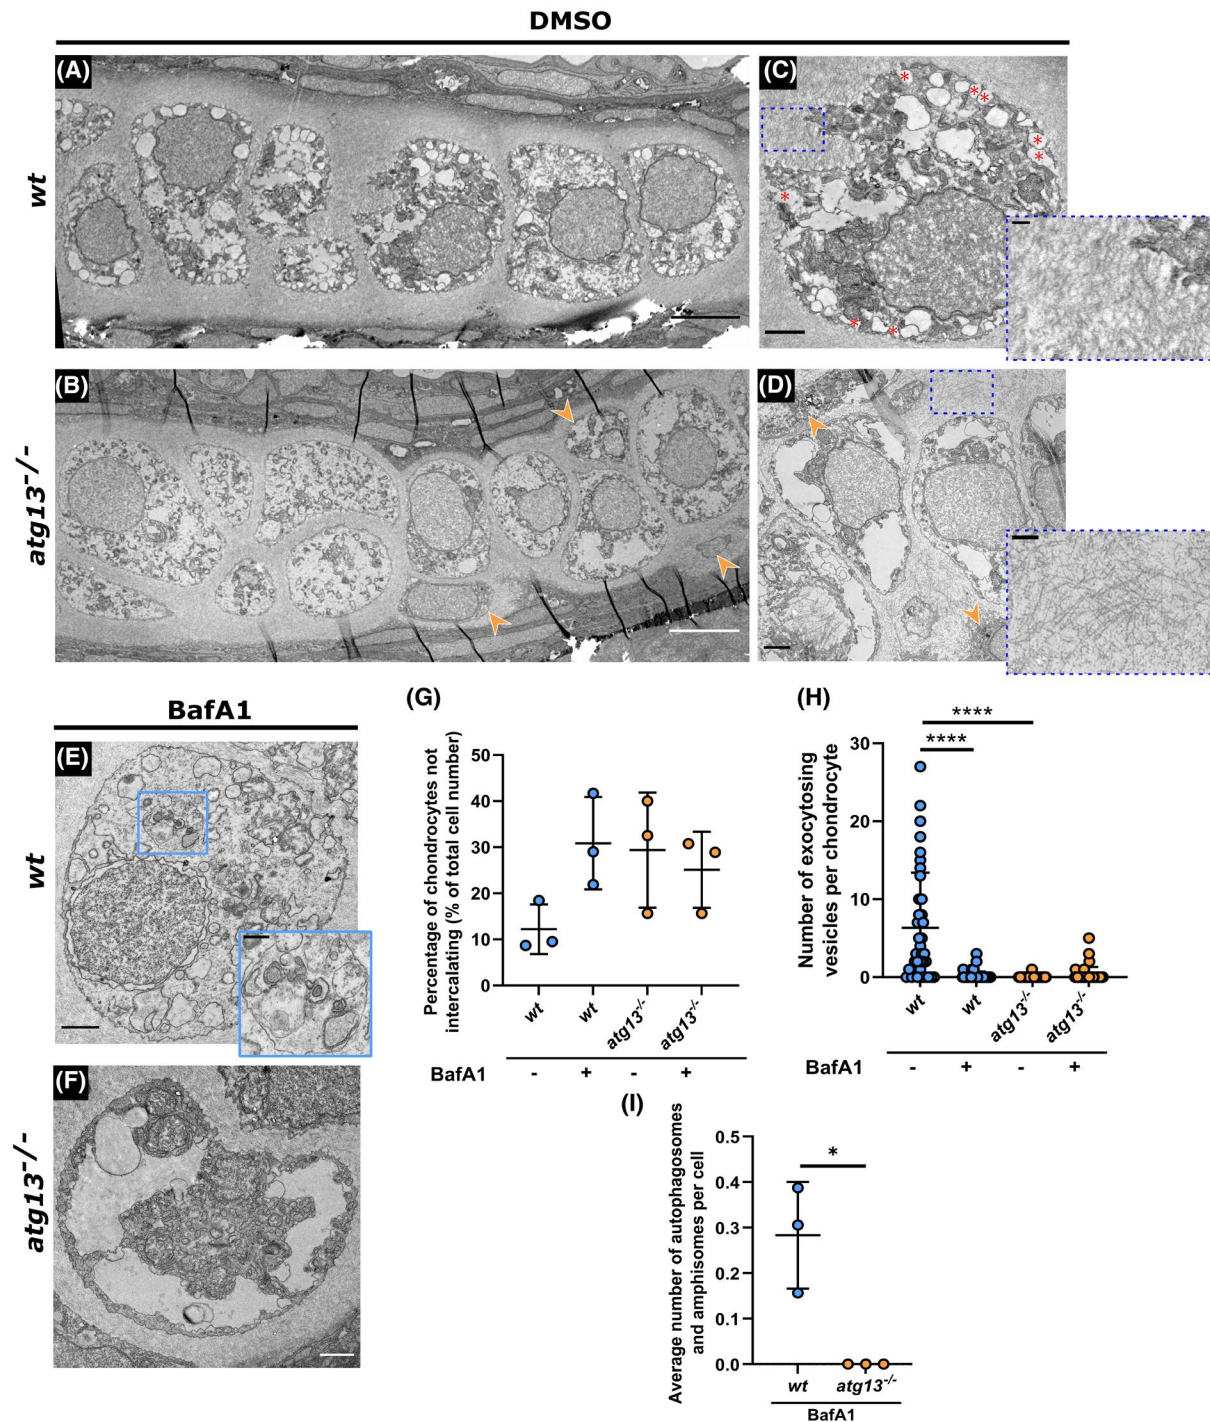 DMSO
(A)
(C)
wt
* * * * * * * *
(B)
(D)
atg13-/-
BafA1
(E)
wt
(F)
atg13-/-
(G)
Percentage of chondrocytes not
intercalating (% of total cell number)
50
40
30
20
10
0
wt
wt
atg13-/-
atg13-/-
BafA1
-
+
-
+
(H)
Number of exocytosing
vesicles per chondrocyte
30
20
10
0
****
****
wt
wt
atg13-/-
atg13-/-
BafA1
-
+
-
+
(I)
Average number of autophagosomes
and amphisomes per cell
0.5
0.4
0.3
0.2
0.1
0.0
*
wt
atg13-/-
BafA1